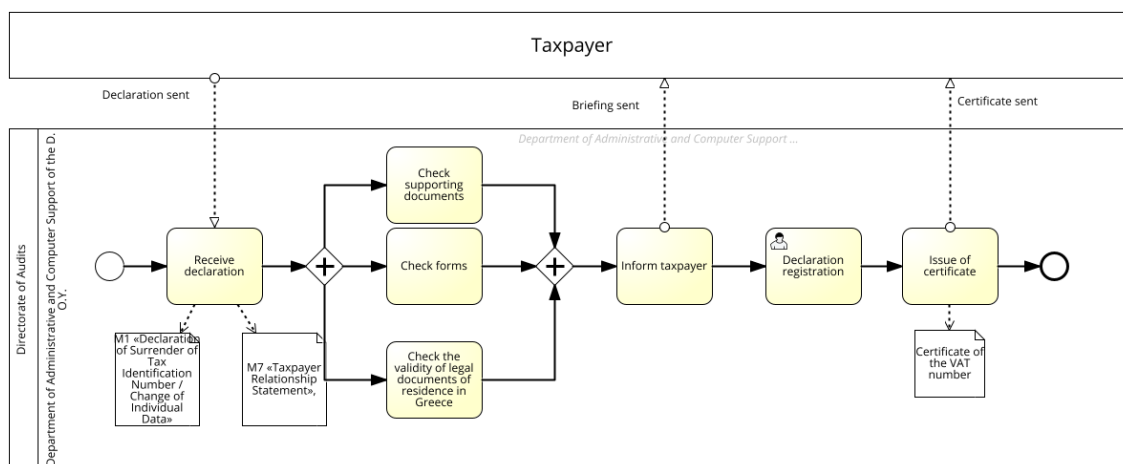 Taxpayer
Declaration sent
Briefing sent
Certificate sent
Department of Administrative and Computer Support ...
Directorate of Audits
Department of Administrative and Computer Support of the D.
O.Y.
Receive
declaration
Check
supporting
documents
Check forms
Check the
validity of legal
documents of
residence in
Greece
Inform taxpayer
Declaration
registration
Issue of
certificate
M1 «Declaration
of Surrender of
Tax
Identification
Number /
Change of
Individual
Data»
M7 «Taxpayer
Relationship
Statement»,
Certificate of
the VAT
number